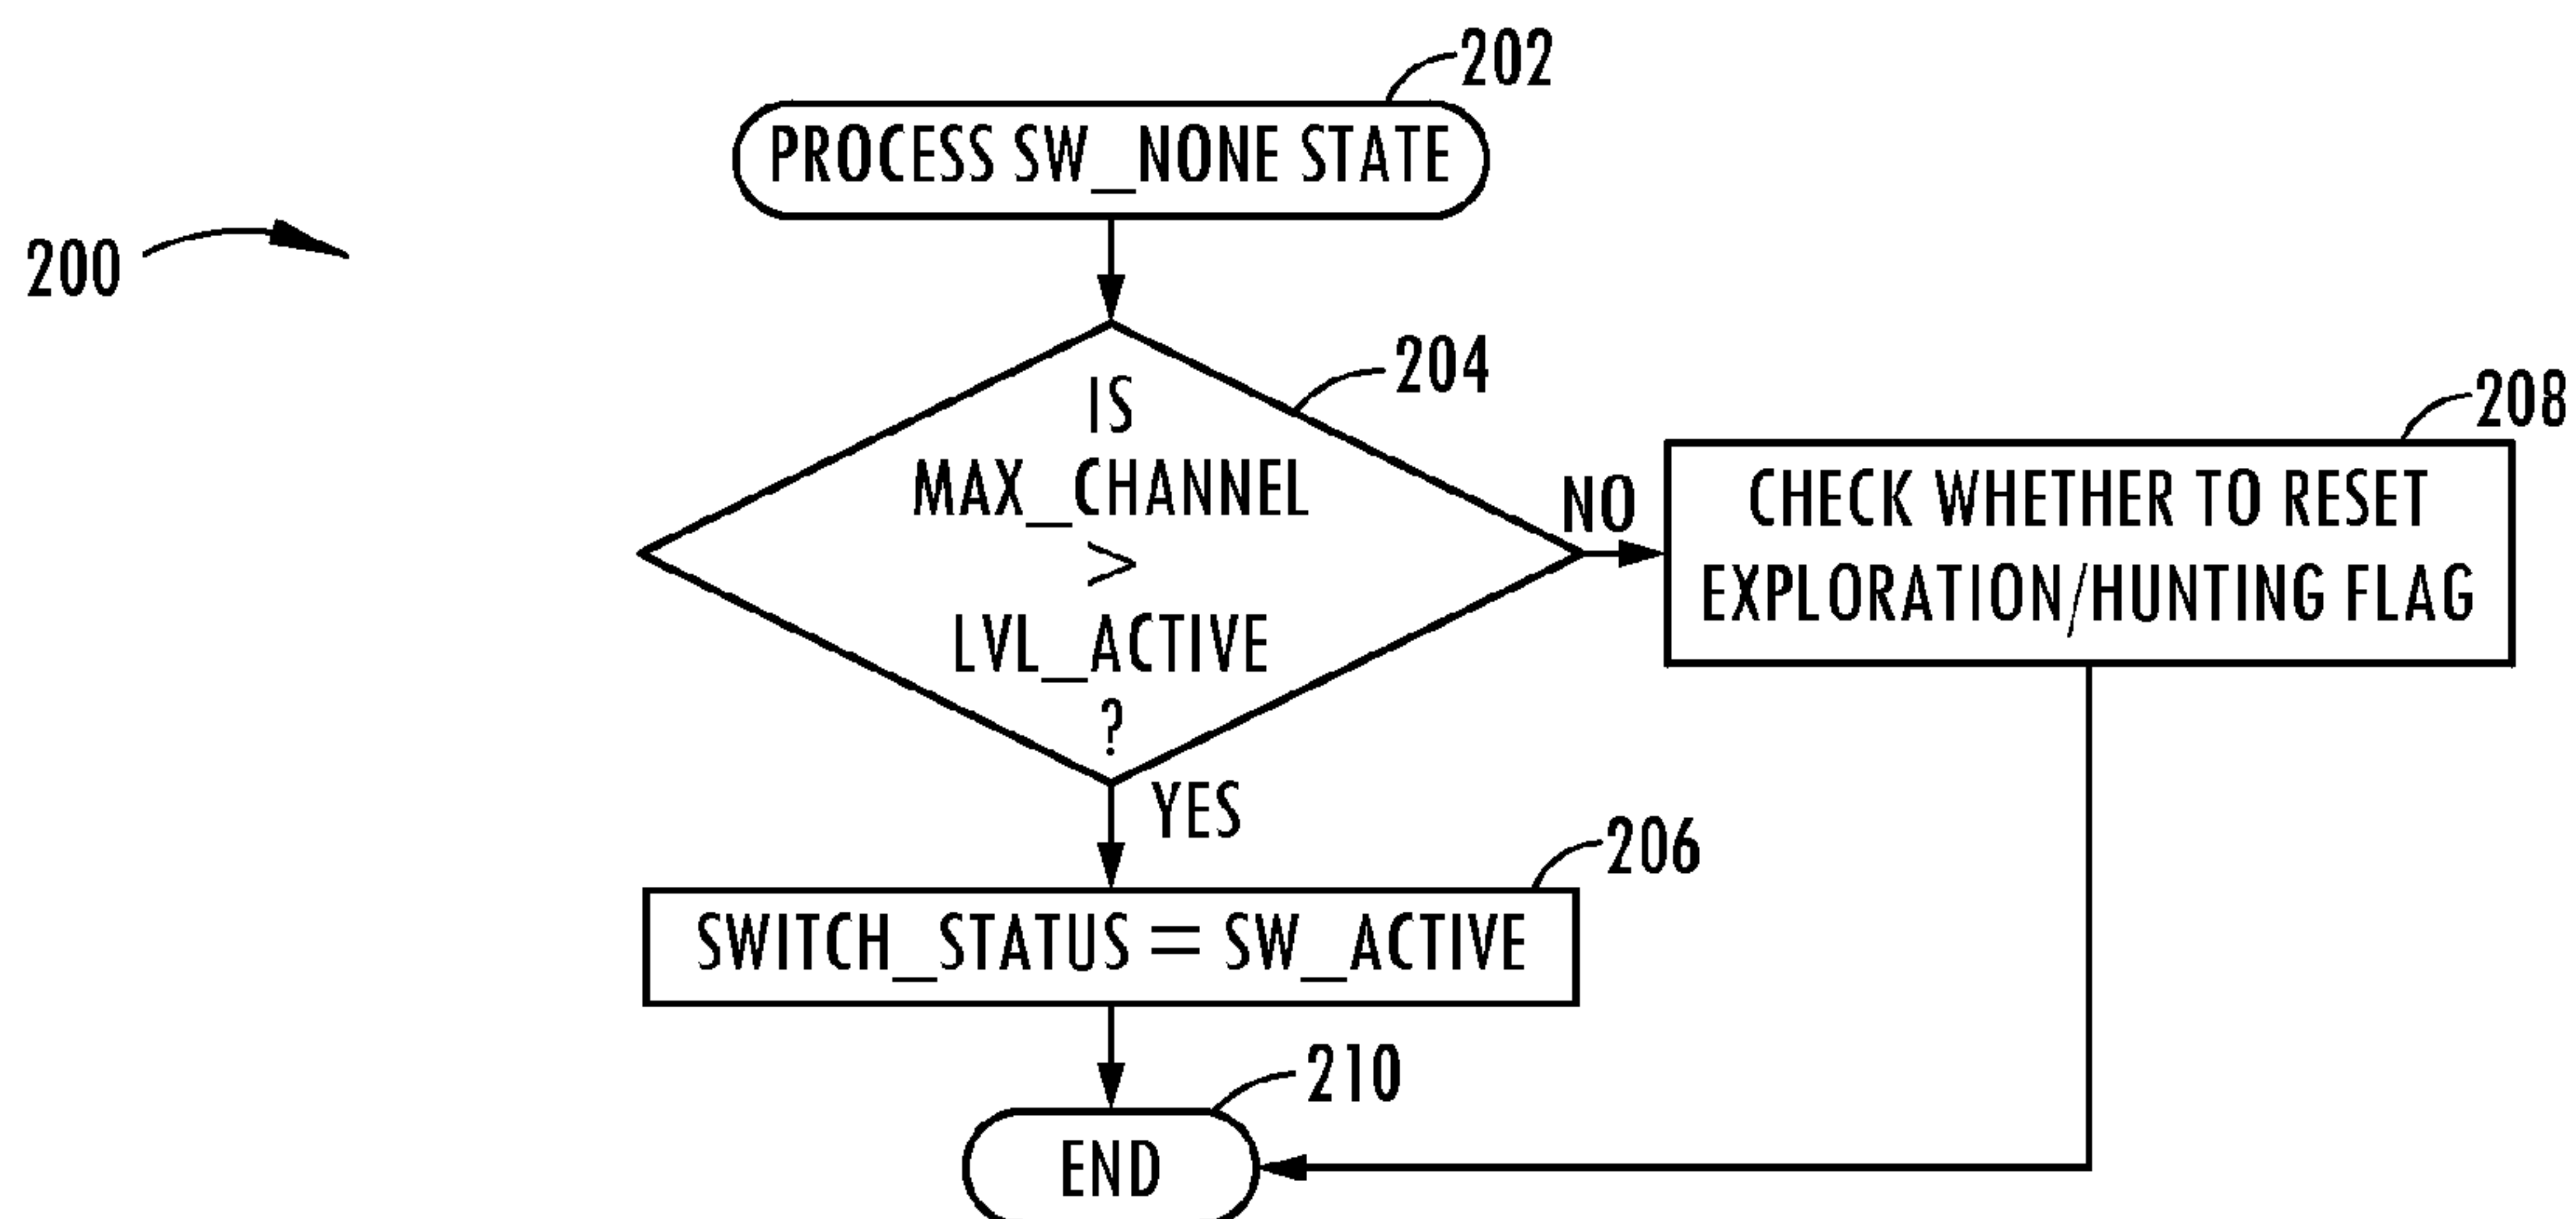 202
PROCESS SW_NONE STATE
200
204
IS
MAX_CHANNEL
>
LVL_ACTIVE
?
NO
208
CHECK WHETHER TO RESET
EXPLORATION/HUNTING FLAG
YES
206
SWITCH_STATUS = SW_ACTIVE
210
END